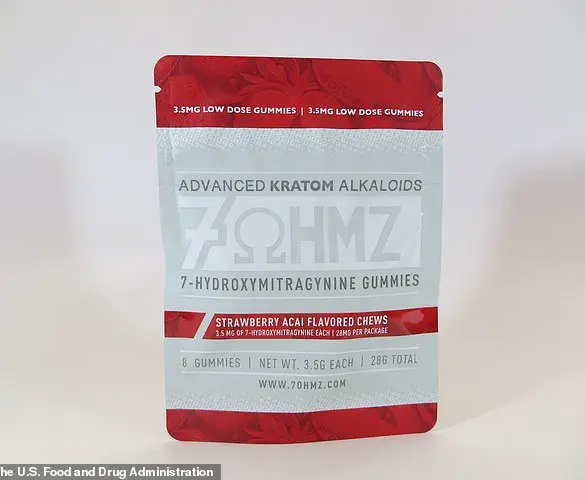 3.5MG LOW DOSE GUMMIES | 3.5MG LOW DOSE GUMMIES
ADVANCED KRATOM ALKALOIDS
7ΩHMZ
7-HYDROXYMITRAGYNINE GUMMIES
STRAWBERRY ACAI FLAVORED CHEWS
3.5 MG OF 7-HYDROXYMITRAGYNINE EACH | 28MG PER PACKAGE
8 GUMMIES | NET WT. 3.5G EACH | 28G TOTAL
WWW.7OHMZ.COM
he U.S. Food and Drug Administration